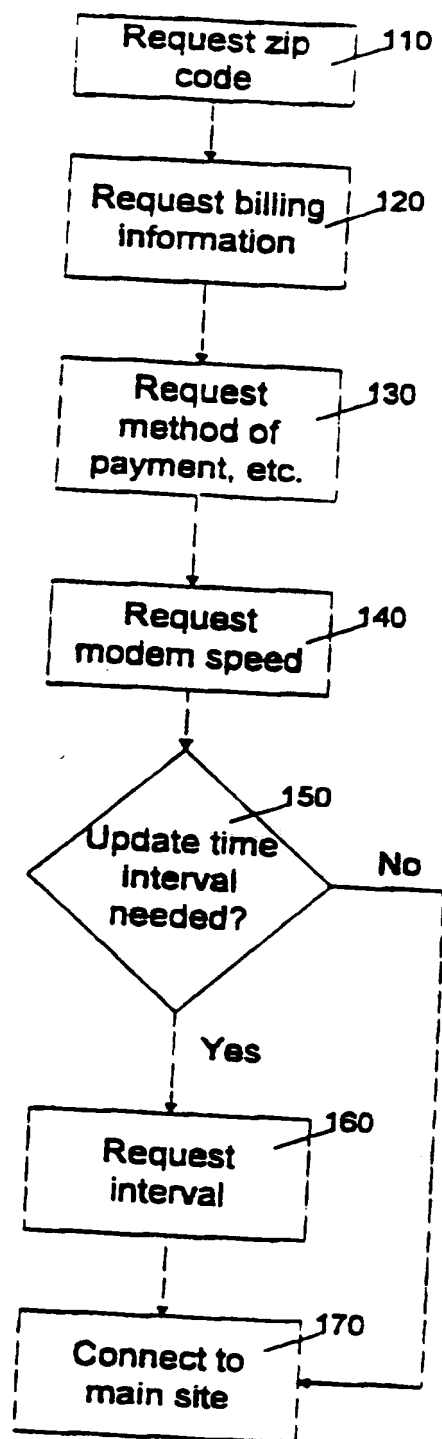 Request zip
code
110
Request billing
information
120
Request
method of
payment, etc.
130
Request
modem speed
140
Update time
interval
needed?
150
No
Yes
Request
interval
160
Connect to
main site
170